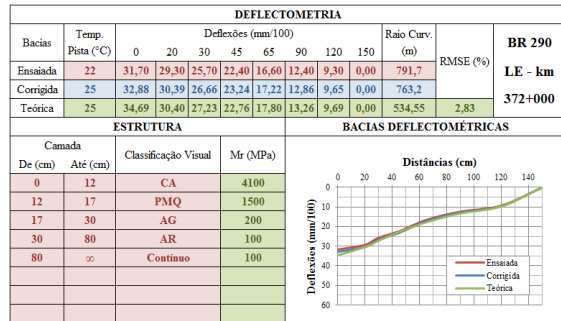 DEFLECTOMETRIA
Bacias Temp. Pista (°C) Deflexões (mm/100) Raio Curv. (m) RMSE (%) BR 290
0 20 30 45 65 90 120 150
LE - km
372+000
Ensaiada 22 31,70 29,30 25,70 22,40 16,60 12,40 9,30 0,00 791,7
Corrigida 25 32,88 30,39 26,66 23,24 17,22 12,86 9,65 0,00 763,2
Teórica 25 34,69 30,40 27,23 22,76 17,80 13,26 9,69 0,00 534,55 2,83
ESTRUTURA
Camada Classificação Visual Mr (MPa)
De (cm) Até (cm)
0 12 CA 4100
12 17 PMQ 1500
17 30 AG 200
30 80 AR 100
80 ∞ Contínuo 100
BACIAS DEFLECTOMÉTRICAS
Distâncias (cm)
0 20 40 60 80 100 120 140
Deflexões (mm/100)
0
10
20
30
40
50
60
Ensaiada
Corrigida
Teórica